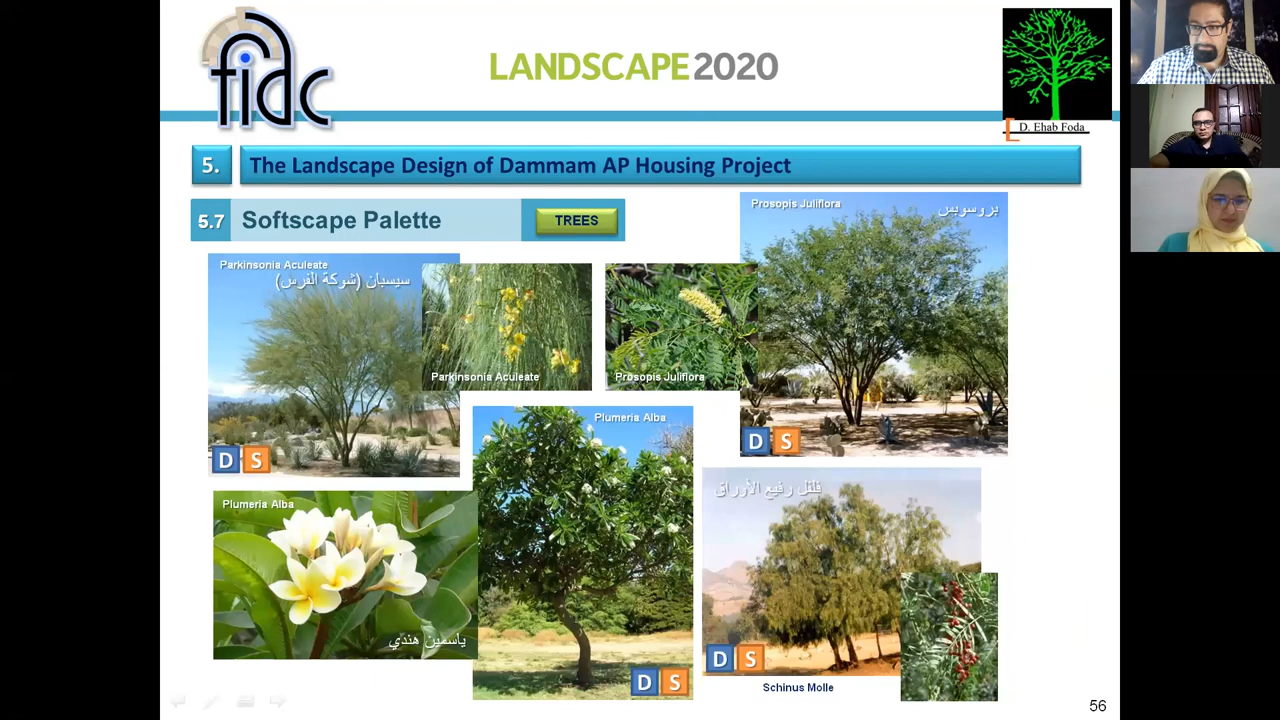 fidc
LANDSCAPE2020
D. Ehab Foda
5.
The Landscape Design of Dammam AP Housing Project
5.7
Softscape Palette
TREES
Parkinsonia Aculeate
سيسبان (شوكة الفرس)
D S
Parkinsonia Aculeate
Prosopis Juliflora
Prosopis Juliflora
بروسوبس
D S
Plumeria Alba
ياسمين هندي
Plumeria Alba
D S
فلفل رفيع الأوراق
D S
Schinus Molle
56